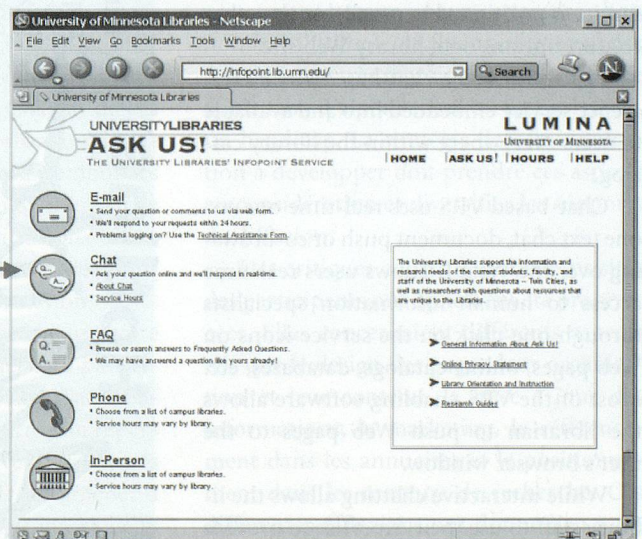 University of Minnesota Libraries - Netscape
File Edit View Go Bookmarks Tools Window Help
http://infopoint.lib.umn.edu/
Search
University of Minnesota Libraries
UNIVERSITYLIBRARIES
ASK US!
THE UNIVERSITY LIBRARIES' INFOPOINT SERVICE
LUMINA
UNIVERSITY OF MINNESOTA
HOME ASK US! HOURS HELP
E-mail
• Send your question or comments to us via web form.
• We'll respond to your requests within 24 hours.
• Problems logging on? Use the Technical Assistance Form.
Chat
Q...
A...
• Ask your question online and we'll respond in real-time.
• About Chat
• Service Hours
FAQ
Q.
A.
• Browse or search answers to Frequently Asked Questions.
• We may have answered a question like yours already!
Phone
• Choose from a list of campus libraries.
• Service hours may vary by library.
In-Person
• Choose from a list of campus libraries.
• Service hours may vary by library.
The University Libraries support the information and
research needs of the current students, faculty, and
staff of the University of Minnesota – Twin Cities, as
well as researchers with questions about resources that
are unique to the Libraries.
General Information About Ask Us!
Online Privacy Statement
Library Orientation and Instruction
Research Guides